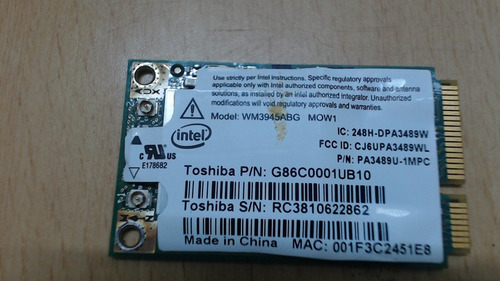 XCX
Use strictly per Intel instructions. Specific regulatory approvals
applicable only with Intel authorized components, software and antenna
solutions, as installed by an Intel authorized integrator. Unauthorized
modifications will void regulatory approvals and warranties.
Model: WM3945ABG MOW1
intel
IC: 248H-DPA3489W
FCC ID: CJ6UPA3489WL
P/N: PA3489U-1MPC
C UL US
E178682
Toshiba P/N: G86C0001UB10
Toshiba S/N: RC3810622862
Made in China MAC: 001F3C2451E8